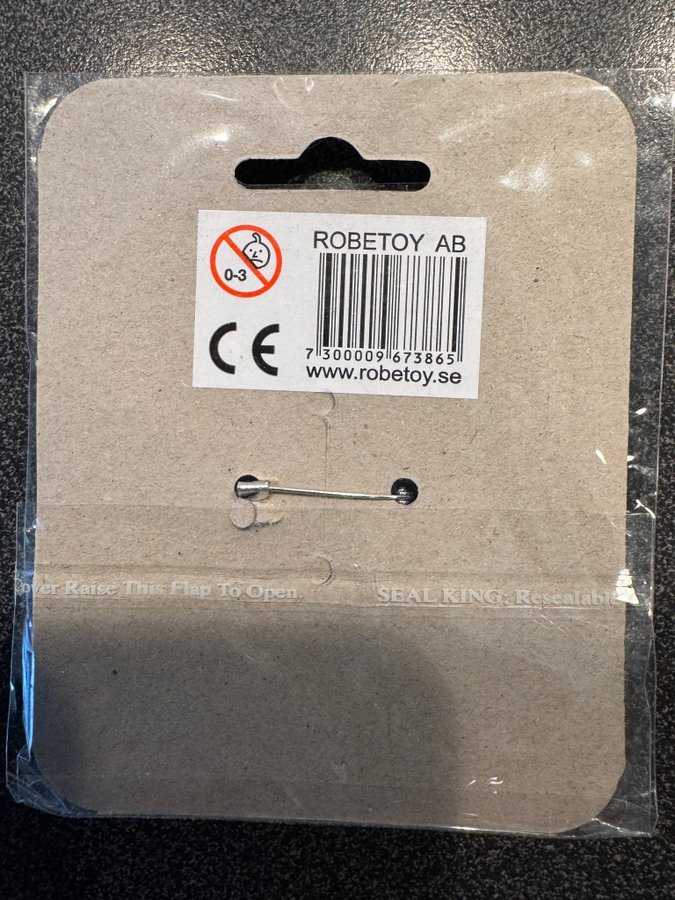 ROBETOY AB
0-3
CE
7 300009 673865
www.robetoy.se
over Raise This Flap To Open.
SEAL KING, Resealable